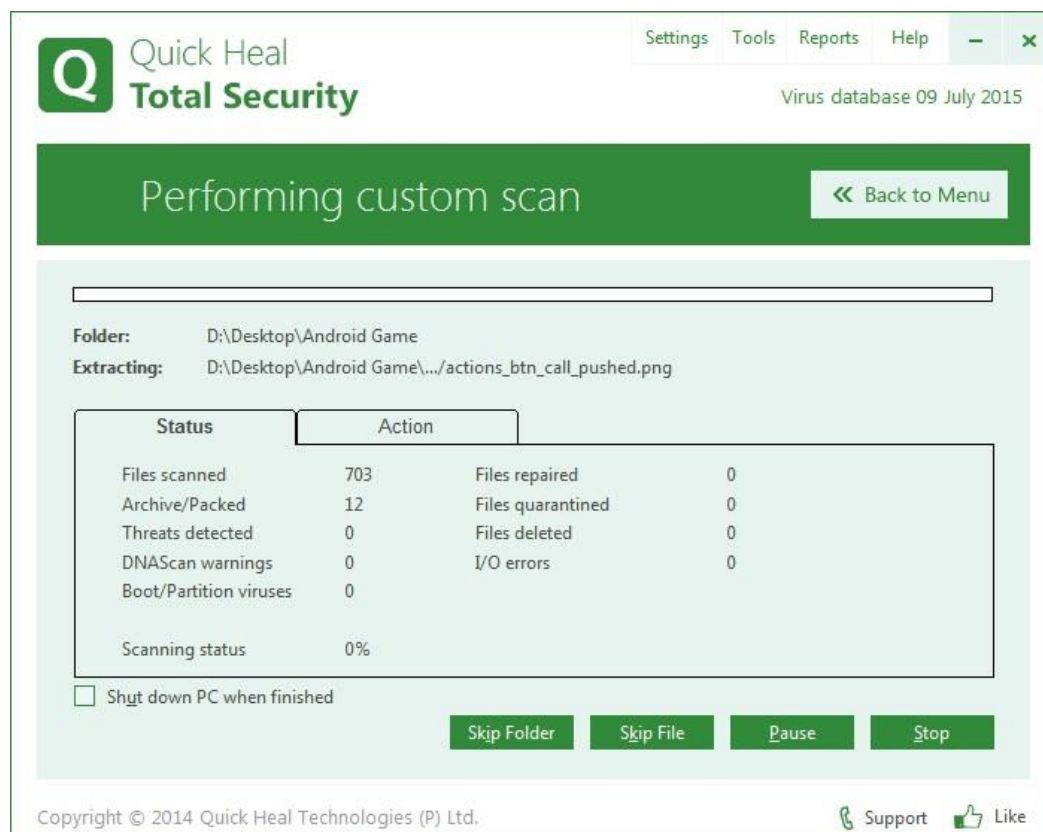 Settings Tools Reports Help
Q
Quick Heal
Total Security
Virus database 09 July 2015
Performing custom scan
Back to Menu
Folder: D:\Desktop\Android Game
Extracting: D:\Desktop\Android Game\.../actions_btn_call_pushed.png
Status Action
Files scanned 703 Files repaired 0
Archive/Packed 12 Files quarantined 0
Threats detected 0 Files deleted 0
DNAScan warnings 0 I/O errors 0
Boot/Partition viruses 0
Scanning status 0%
Shut down PC when finished
Skip Folder Skip File Pause Stop
Copyright © 2014 Quick Heal Technologies (P) Ltd. Support Like